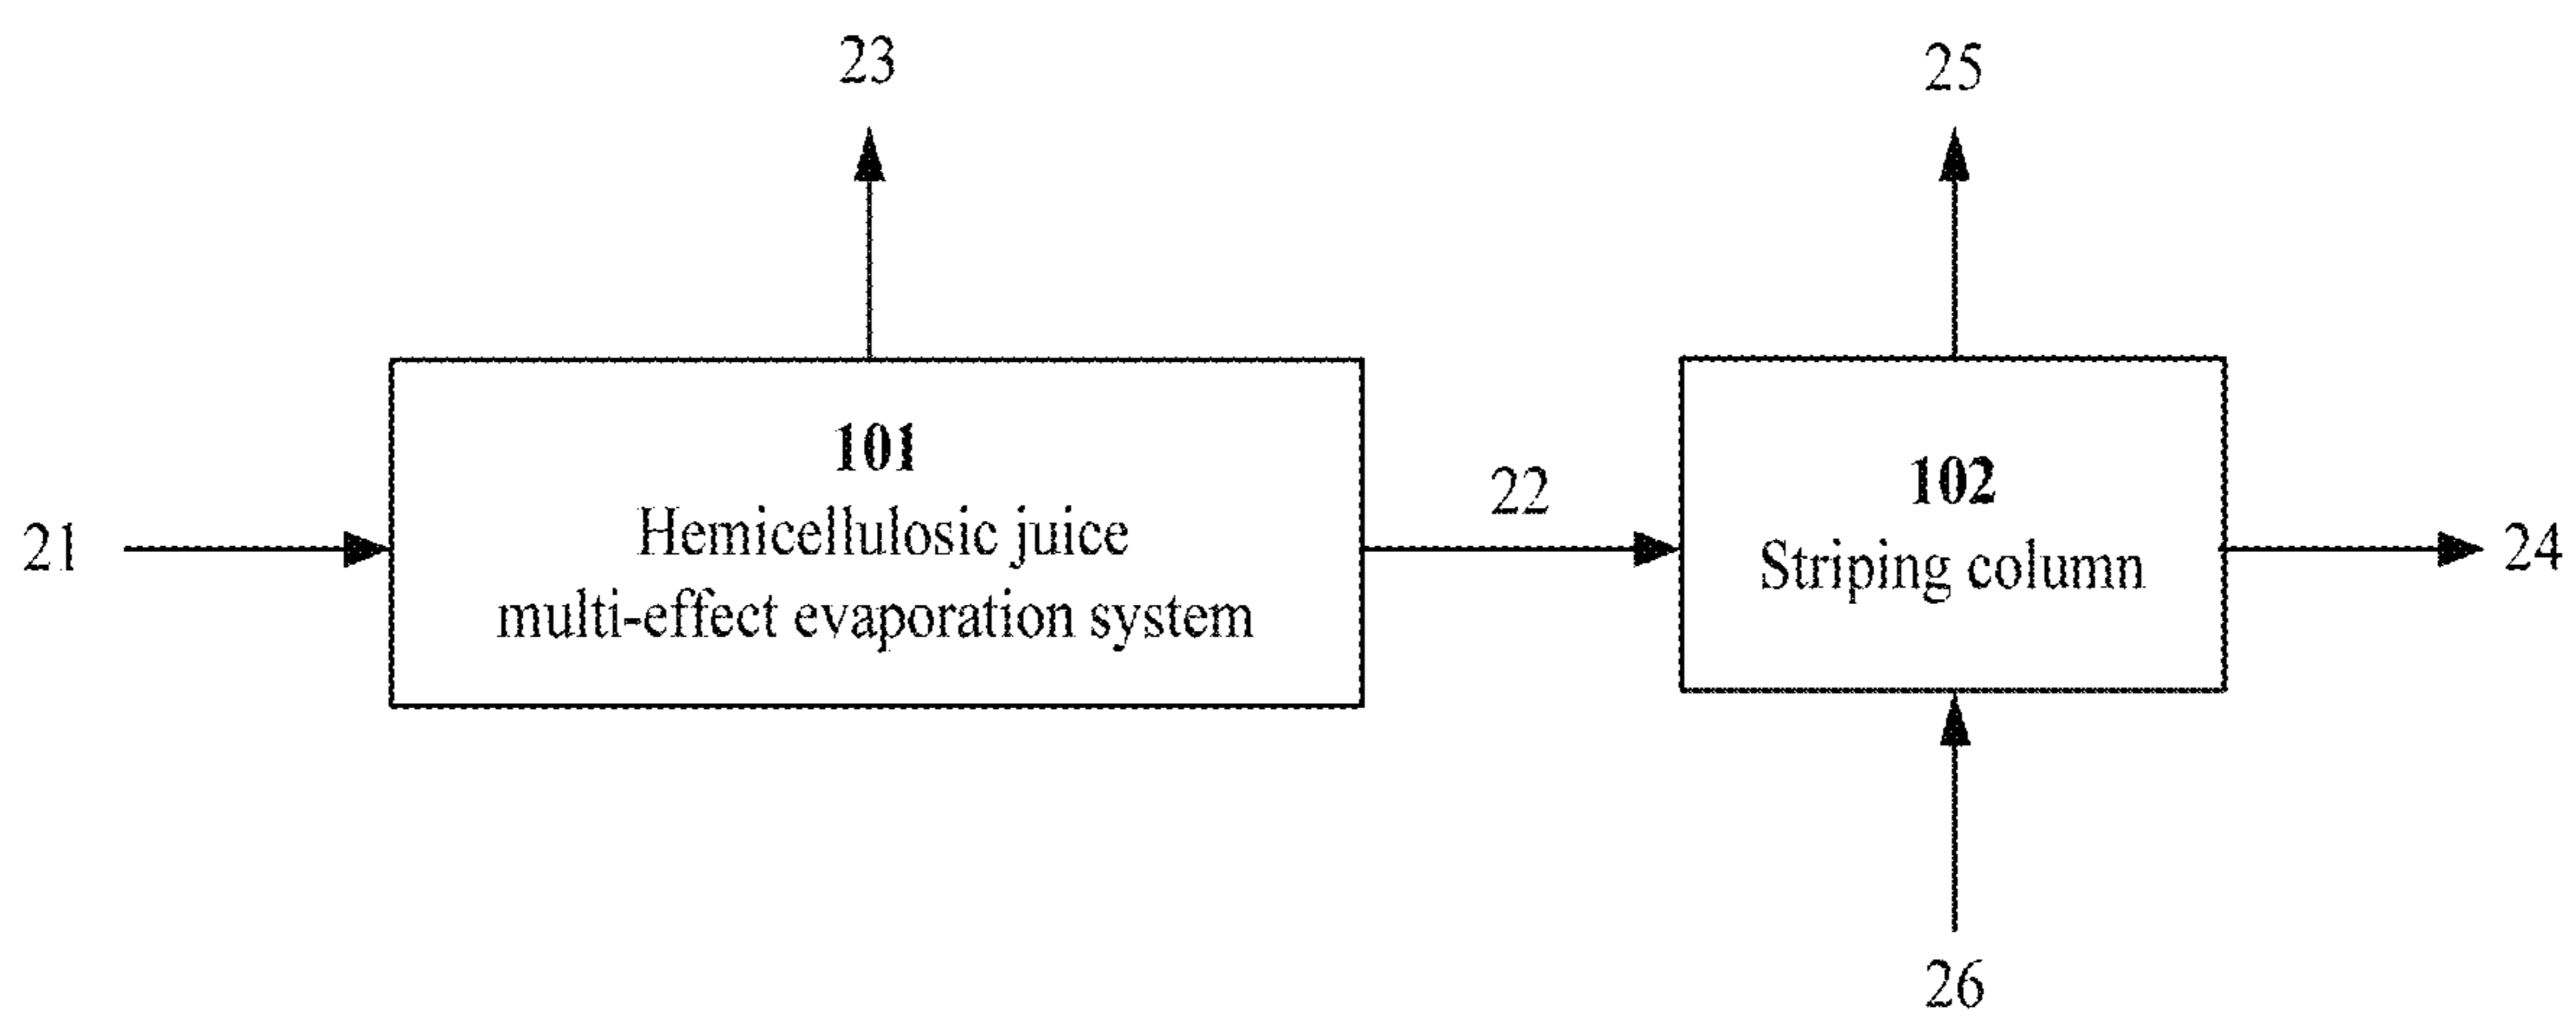 23
25
101
Hemicellulosic juice
multi-effect evaporation system
21
22
102
Striping column
24
26